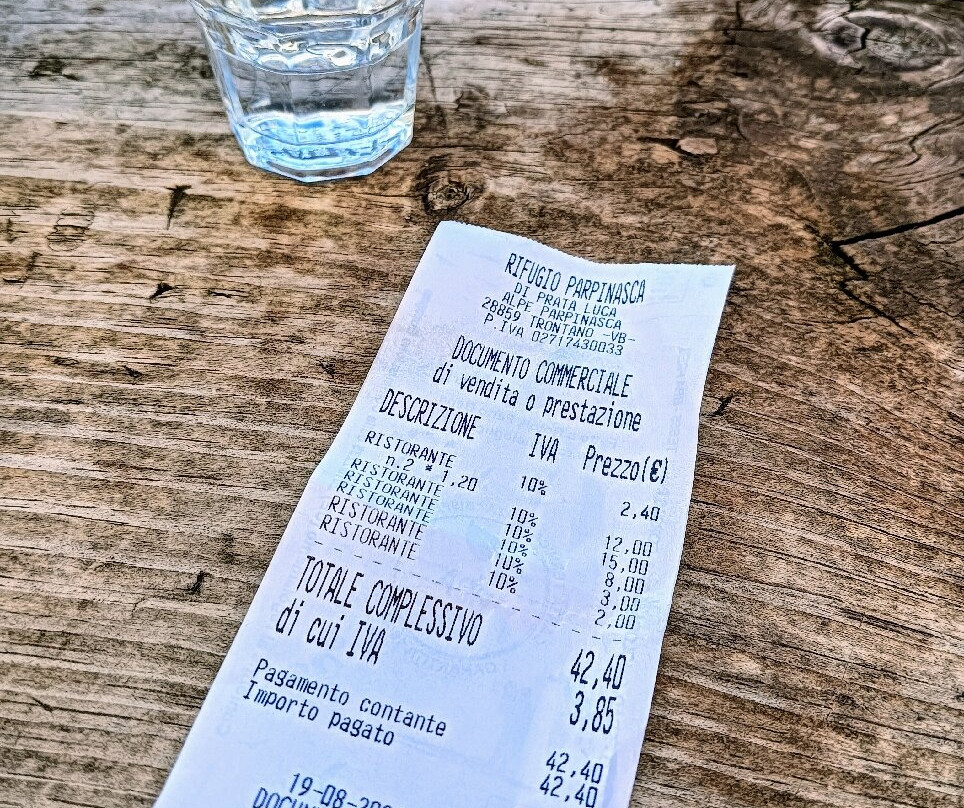 RIFUGIO PARPINASCA
DI PRATA LUCA
ALPE PARPINASCA
28859 TRONTANO -VB-
P.IVA 02717430033
DOCUMENTO COMMERCIALE
di vendita o prestazione
DESCRIZIONE IVA Prezzo(€)
RISTORANTE 10% 2,40
n.2 * 1,20
RISTORANTE 10% 12,00
RISTORANTE 10% 15,00
RISTORANTE 10% 8,00
RISTORANTE 10% 3,00
RISTORANTE 10% 2,00
TOTALE COMPLESSIVO 42,40
di cui IVA 3,85
Pagamento contante 42,40
Importo pagato 42,40
19-08-20